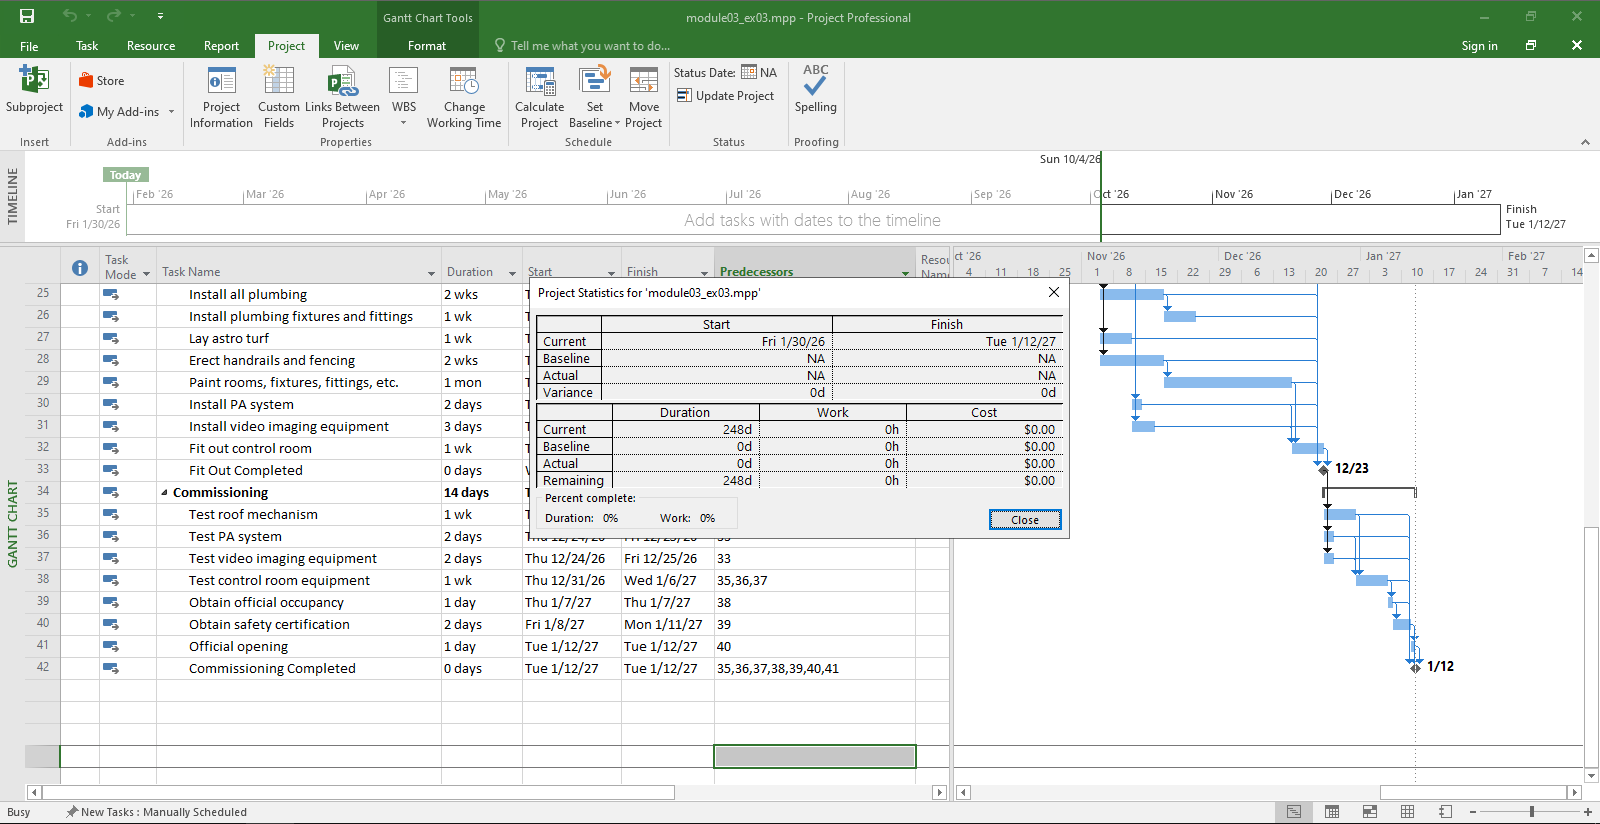 Gantt Chart Tools
module03_ex03.mpp - Project Professional
File Task Resource Report Project View Format Tell me what you want to do... Sign in
Subproject
Insert
Store
My Add-ins
Add-ins
Project Information
Custom Fields
Links Between Projects
WBS
Change Working Time
Properties
Calculate Project
Set Baseline
Move Project
Schedule
Status Date: NA
Update Project
Status
ABC
Spelling
Proofing
TIMELINE
Sun 10/4/26
Today
Feb '26 Mar '26 Apr '26 May '26 Jun '26 Jul '26 Aug '26 Sep '26 Oct '26 Nov '26 Dec '26 Jan '27
Start
Fri 1/30/26
Add tasks with dates to the timeline
Finish
Tue 1/12/27
GANTT CHART
Task Mode Task Name Duration Start Finish Predecessors
ct '26 Nov '26 Dec '26 Jan '27 Feb '27
4 11 18 25 1 8 15 22 29 6 13 20 27 3 10 17 24 31 7 14
25 Install all plumbing 2 wks
26 Install plumbing fixtures and fittings 1 wk
27 Lay astro turf 1 wk
28 Erect handrails and fencing 2 wks
29 Paint rooms, fixtures, fittings, etc. 1 mon
30 Install PA system 2 days
31 Install video imaging equipment 3 days
32 Fit out control room 1 wk
33 Fit Out Completed 0 days
12/23
34 Commissioning 14 days
35 Test roof mechanism 1 wk
36 Test PA system 2 days
37 Test video imaging equipment 2 days Thu 12/24/26 Fri 12/25/26 33
38 Test control room equipment 1 wk Thu 12/31/26 Wed 1/6/27 35,36,37
39 Obtain official occupancy 1 day Thu 1/7/27 Thu 1/7/27 38
40 Obtain safety certification 2 days Fri 1/8/27 Mon 1/11/27 39
41 Official opening 1 day Tue 1/12/27 Tue 1/12/27 40
42 Commissioning Completed 0 days Tue 1/12/27 Tue 1/12/27 35,36,37,38,39,40,41
1/12
Project Statistics for 'module03_ex03.mpp'
Start Finish
Current Fri 1/30/26 Tue 1/12/27
Baseline NA NA
Actual NA NA
Variance 0d 0d
Duration Work Cost
Current 248d 0h $0.00
Baseline 0d 0h $0.00
Actual 0d 0h $0.00
Remaining 248d 0h $0.00
Percent complete:
Duration: 0% Work: 0%
Close
Busy New Tasks : Manually Scheduled